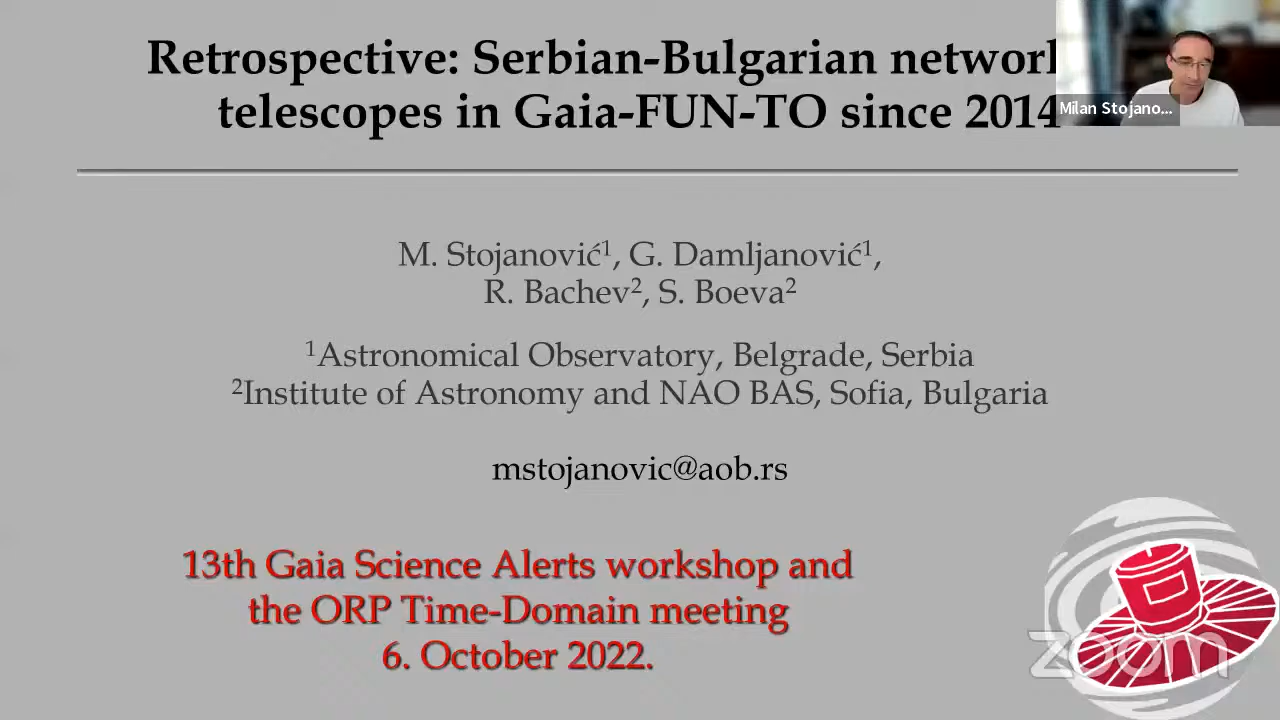 Retrospective: Serbian-Bulgarian network
telescopes in Gaia-FUN-TO since 2014
Milan Stojano...
M. Stojanović¹, G. Damljanović¹,
R. Bachev², S. Boeva²
¹Astronomical Observatory, Belgrade, Serbia
²Institute of Astronomy and NAO BAS, Sofia, Bulgaria
mstojanovic@aob.rs
13th Gaia Science Alerts workshop and
the ORP Time-Domain meeting
6. October 2022.
zoom